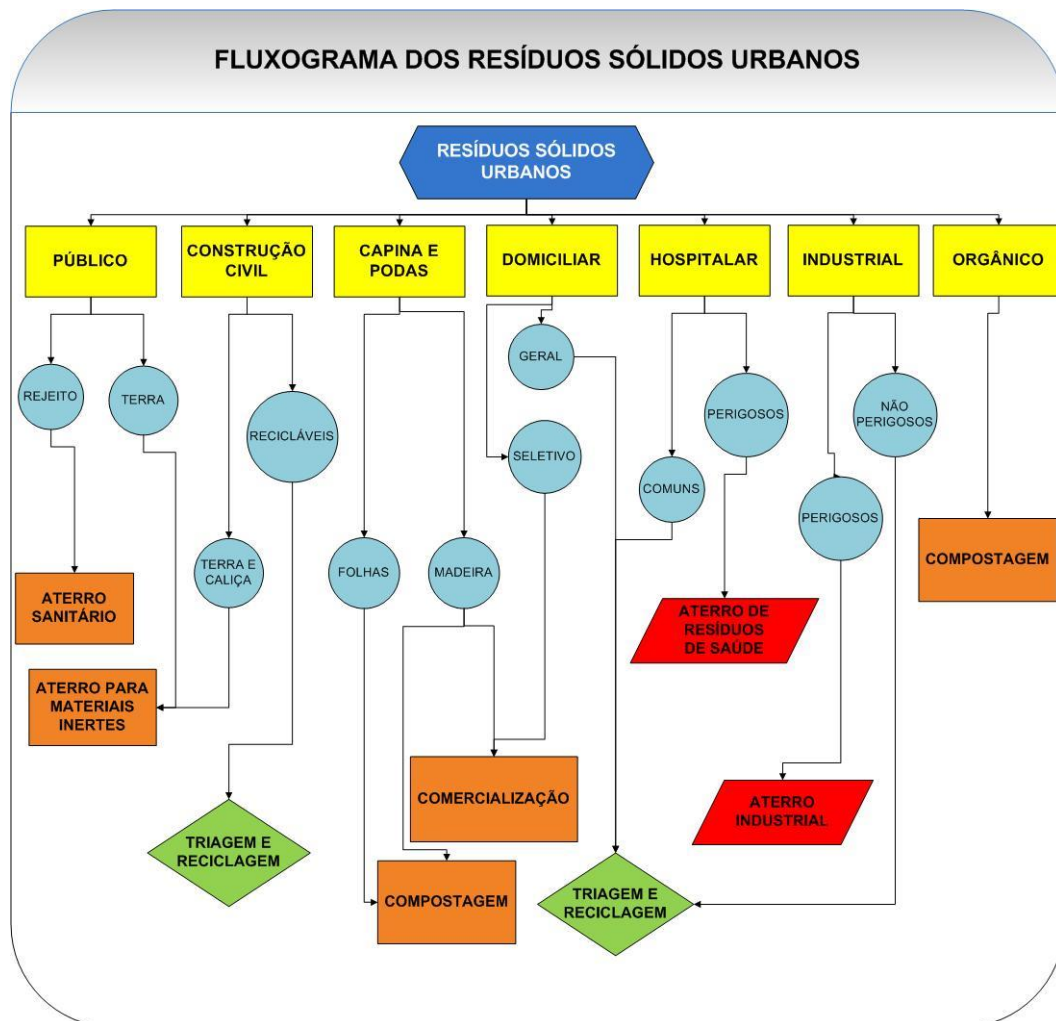 FLUXOGRAMA DOS RESÍDUOS SÓLIDOS URBANOS
RESÍDUOS SÓLIDOS
URBANOS
PÚBLICO
CONSTRUÇÃO
CIVIL
CAPINA E
PODAS
DOMICILIAR
HOSPITALAR
INDUSTRIAL
ORGÂNICO
REJEITO
TERRA
RECICLÁVEIS
GERAL
SELETIVO
PERIGOSOS
COMUNS
NÃO
PERIGOSOS
PERIGOSOS
TERRA E
CALIÇA
FOLHAS
MADEIRA
COMPOSTAGEM
ATERRO
SANITÁRIO
ATERRO DE
RESÍDUOS
DE SAÚDE
ATERRO PARA
MATERIAIS
INERTES
COMERCIALIZAÇÃO
ATERRO
INDUSTRIAL
TRIAGEM E
RECICLAGEM
COMPOSTAGEM
TRIAGEM E
RECICLAGEM